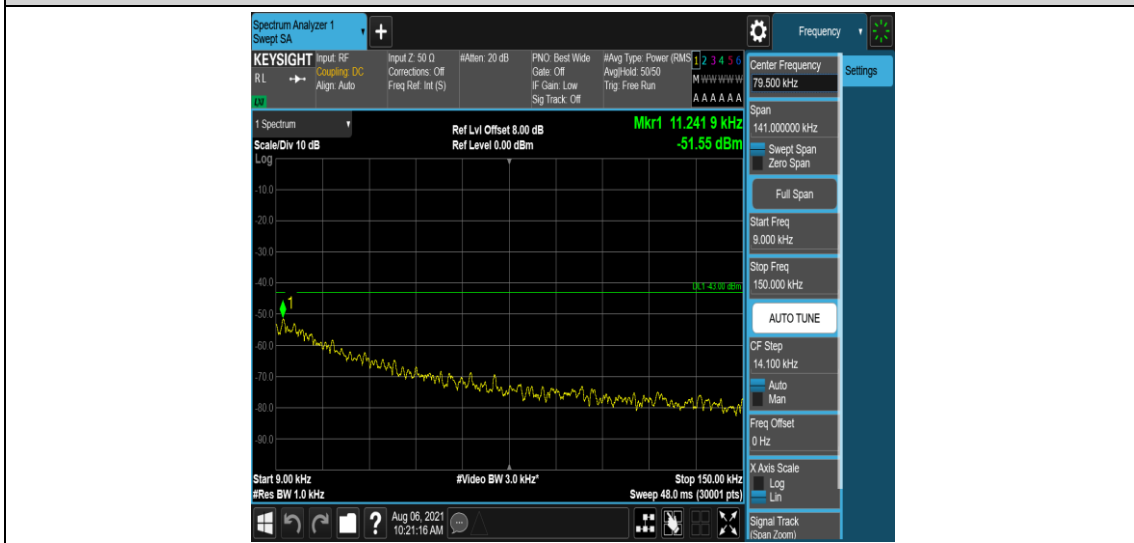 Spectrum Analyzer 1
Swept SA
+
Frequency
KEYSIGHT
RL
LXI
Input: RF
Coupling: DC
Align: Auto
Input Z: 50 Ω
Corrections: Off
Freq Ref: Int (S)
#Atten: 20 dB
PNO: Best Wide
Gate: Off
IF Gain: Low
Sig Track: Off
#Avg Type: Power (RMS
Avg|Hold: 50/50
Trig: Free Run
1 2 3 4 5 6
M W W W W W
A A A A A A
1 Spectrum
Scale/Div 10 dB
Log
Ref Lvl Offset 8.00 dB
Ref Level 0.00 dBm
Mkr1 11.241 9 kHz
-51.55 dBm
-10.0
-20.0
-30.0
-40.0
DL1 -43.00 dBm
1
-50.0
-60.0
-70.0
-80.0
-90.0
Start 9.00 kHz
#Res BW 1.0 kHz
#Video BW 3.0 kHz*
Stop 150.00 kHz
Sweep 48.0 ms (30001 pts)
Center Frequency
79.500 kHz
Settings
Span
141.000000 kHz
Swept Span
Zero Span
Full Span
Start Freq
9.000 kHz
Stop Freq
150.000 kHz
AUTO TUNE
CF Step
14.100 kHz
Auto
Man
Freq Offset
0 Hz
X Axis Scale
Log
Lin
Signal Track
(Span Zoom)
?
Aug 06, 2021
10:21:16 AM